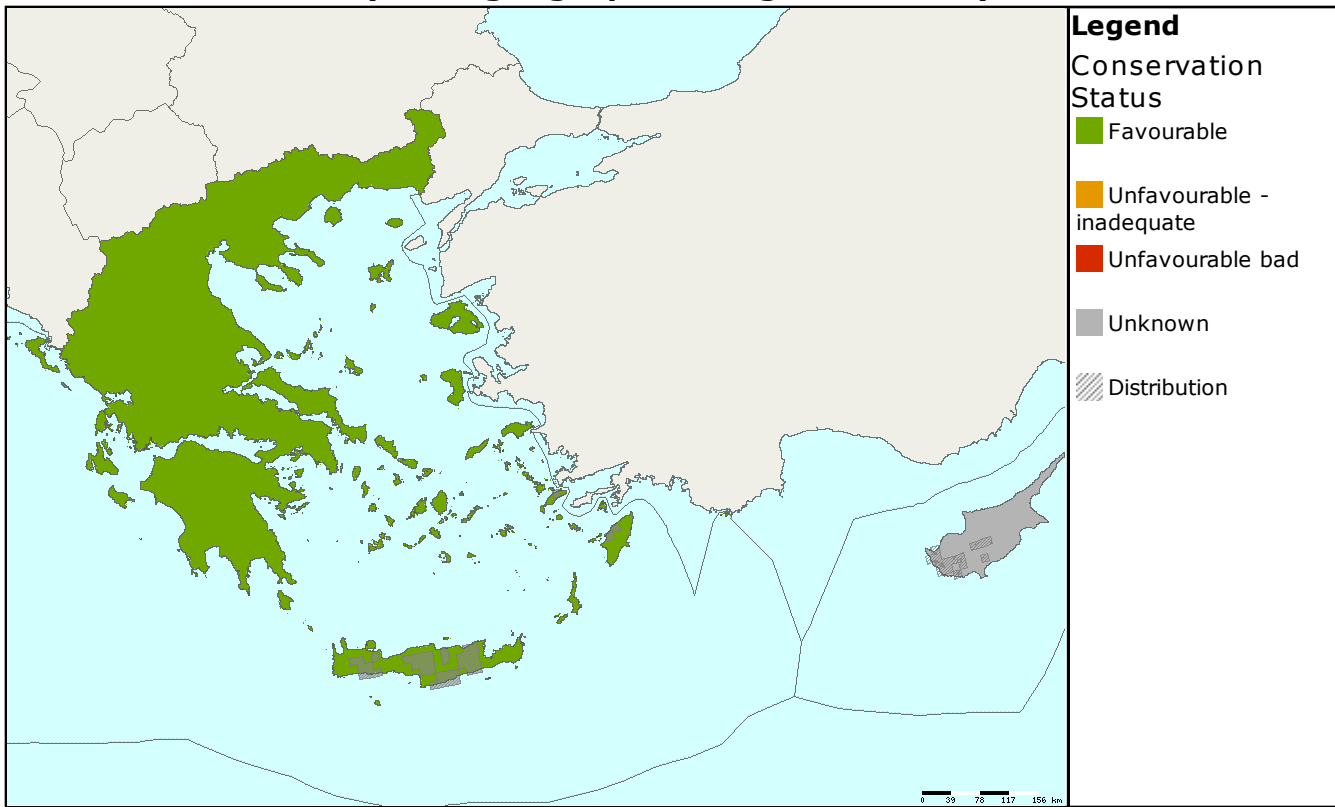 Legend
Conservation
Status
Favourable
Unfavourable -
inadequate
Unfavourable bad
Unknown
Distribution
0 39 78 117 156 km